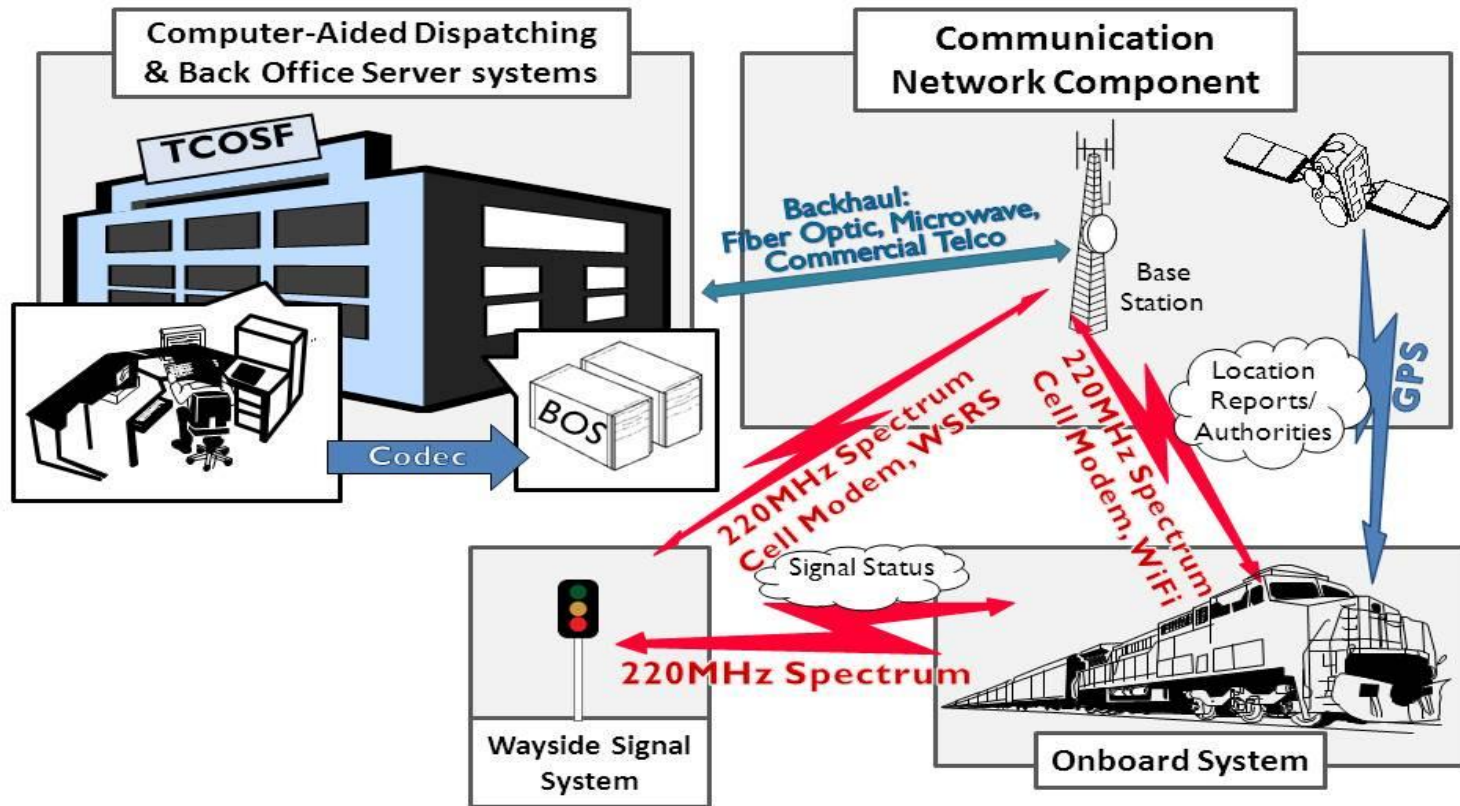 Computer-Aided Dispatching
& Back Office Server systems
Communication
Network Component
TCOSF
Backhaul:
Fiber Optic, Microwave,
Commercial Telco
Base
Station
GPS
Location
Reports/
Authorities
BOS
Codec
220MHz Spectrum
Cell Modem, WSRS
220MHz Spectrum
Cell Modem, WiFi
Signal Status
220MHz Spectrum
Wayside Signal
System
Onboard System